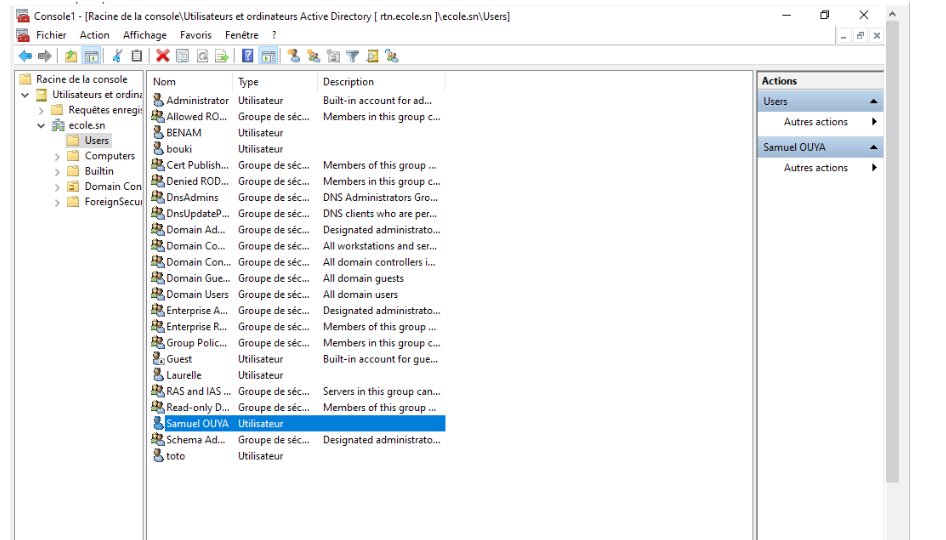 Console1 - [Racine de la console\Utilisateurs et ordinateurs Active Directory [ rtn.ecole.sn ]\ecole.sn\Users]
Fichier Action Affichage Favoris Fenêtre ?
Racine de la console
Utilisateurs et ordina
Requêtes enregi
ecole.sn
Users
Computers
Builtin
Domain Con
ForeignSecu
Nom Type Description
Administrator Utilisateur Built-in account for ad...
Allowed RO... Groupe de séc... Members in this group c...
BENAM Utilisateur
bouki Utilisateur
Cert Publish... Groupe de séc... Members of this group ...
Denied ROD... Groupe de séc... Members in this group c...
DnsAdmins Groupe de séc... DNS Administrators Gro...
DnsUpdateP... Groupe de séc... DNS clients who are per...
Domain Ad... Groupe de séc... Designated administrato...
Domain Co... Groupe de séc... All workstations and ser...
Domain Con... Groupe de séc... All domain controllers i...
Domain Gue... Groupe de séc... All domain guests
Domain Users Groupe de séc... All domain users
Enterprise A... Groupe de séc... Designated administrato...
Enterprise R... Groupe de séc... Members of this group ...
Group Polic... Groupe de séc... Members in this group c...
Guest Utilisateur Built-in account for gue...
Laurelle Utilisateur
RAS and IAS ... Groupe de séc... Servers in this group can...
Read-only D... Groupe de séc... Members of this group ...
Samuel OUYA Utilisateur
Schema Ad... Groupe de séc... Designated administrato...
toto Utilisateur
Actions
Users
Autres actions
Samuel OUYA
Autres actions